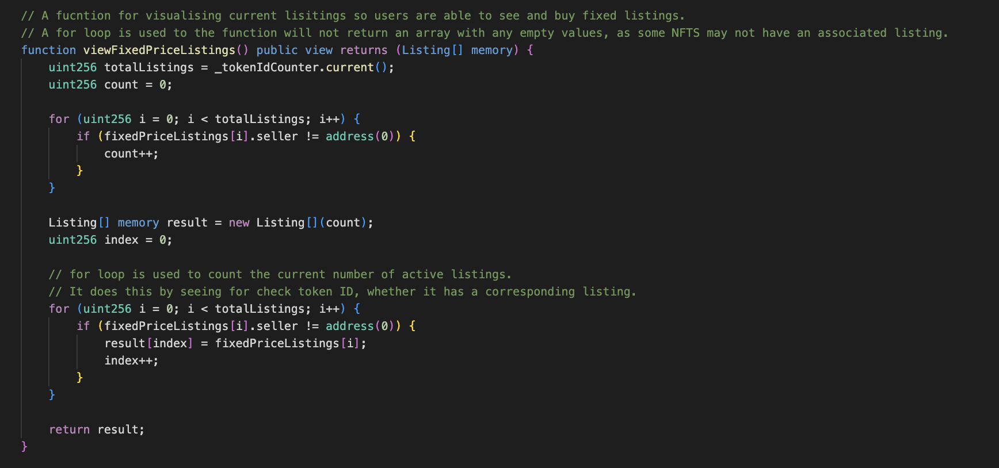 // A fucntion for visualising current lisitings so users are able to see and buy fixed listings.
// A for loop is used to the function will not return an array with any empty values, as some NFTS may not have an associated listing.
function viewFixedPriceListings() public view returns (Listing[] memory) {
    uint256 totalListings = _tokenIdCounter.current();
    uint256 count = 0;

    for (uint256 i = 0; i < totalListings; i++) {
        if (fixedPriceListings[i].seller != address(0)) {
            count++;
        }
    }

    Listing[] memory result = new Listing[](count);
    uint256 index = 0;

    // for loop is used to count the current number of active listings.
    // It does this by seeing for check token ID, whether it has a corresponding listing.
    for (uint256 i = 0; i < totalListings; i++) {
        if (fixedPriceListings[i].seller != address(0)) {
            result[index] = fixedPriceListings[i];
            index++;
        }
    }

    return result;
}